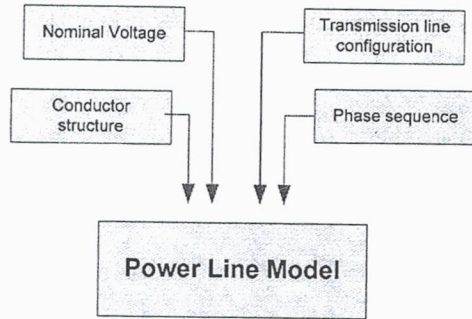 Nominal Voltage
Transmission line
configuration
Conductor
structure
Phase sequence
Power Line Model